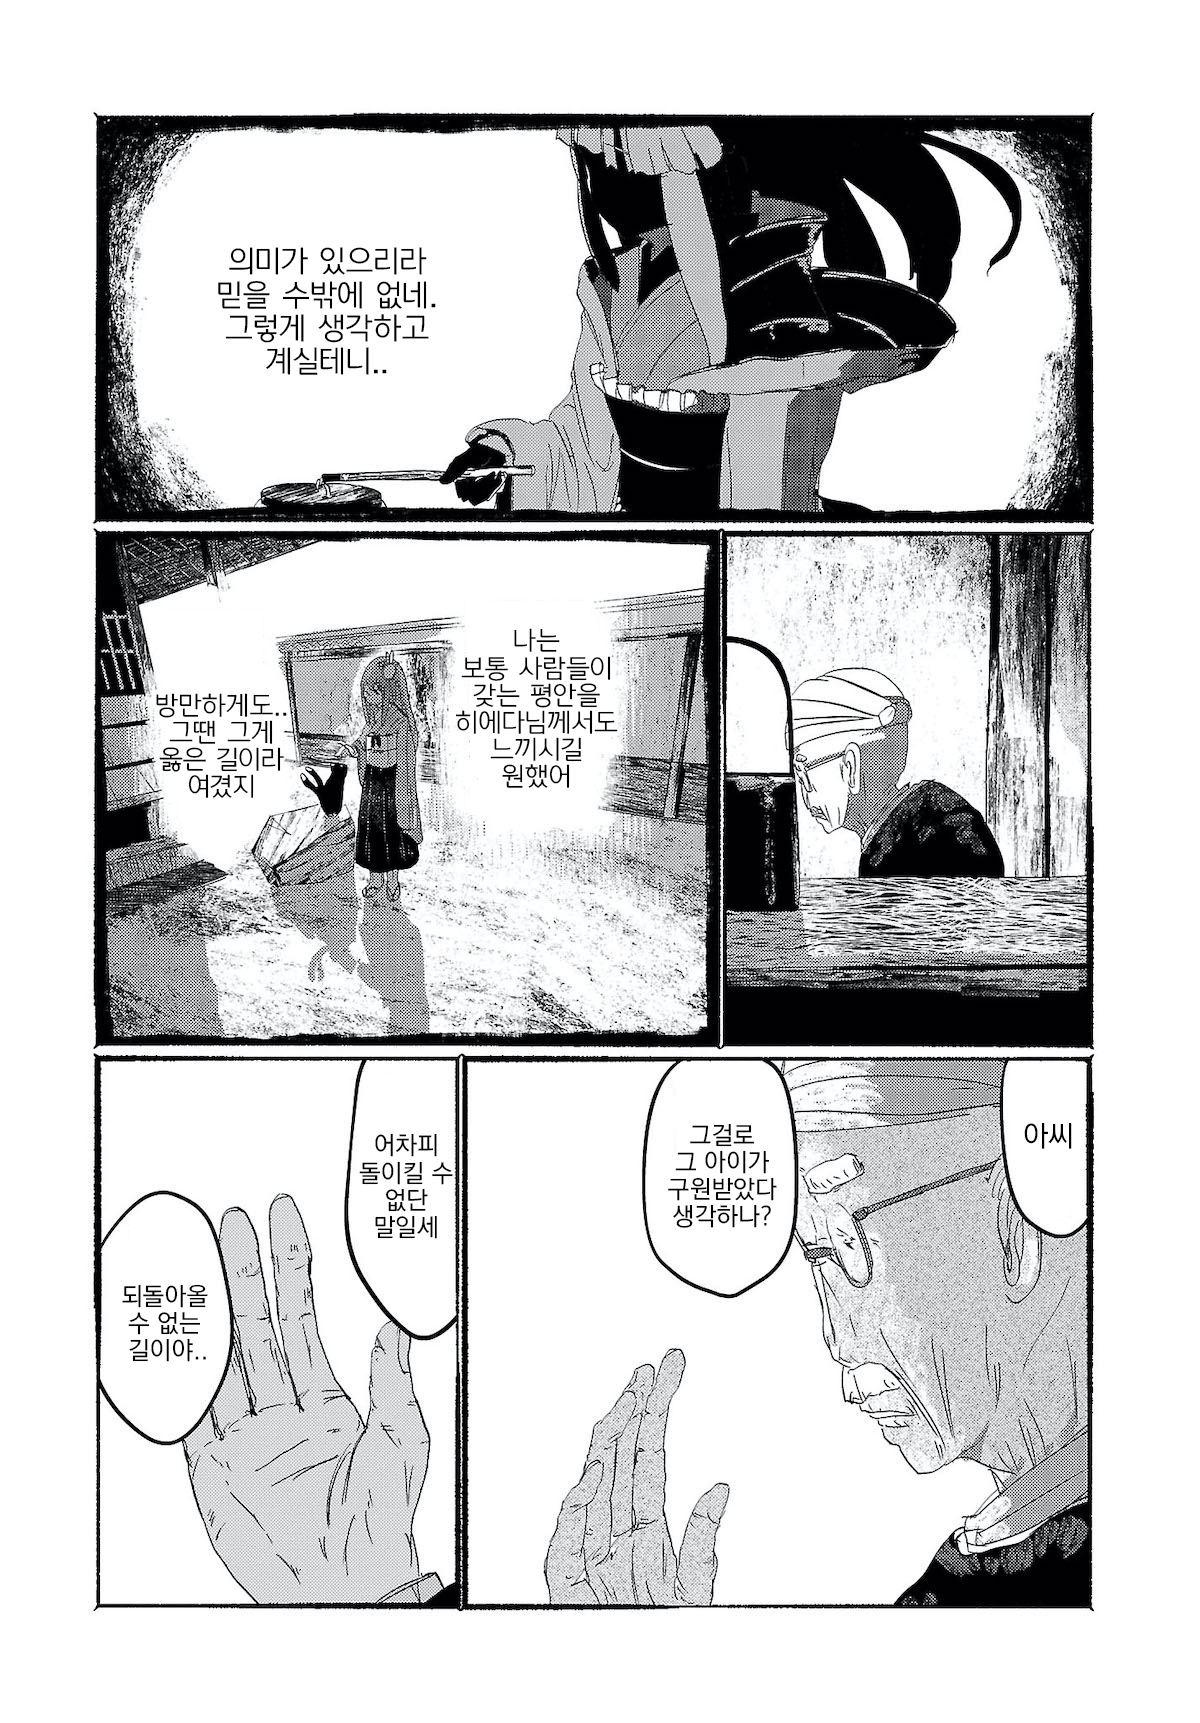 의미가 있으리라
믿을 수밖에 없네.
그렇게 생각하고
계실테니..
나는
보통 사람들이
갖는 평안을
히에다님께서도
느끼시길
원했어
방만하게도..
그땐 그게
옳은 길이라
여겼지
아씨
그걸로
그 아이가
구원받았다
생각하나?
어차피
돌이킬 수
없단
말일세
되돌아올
수 없는
길이야..